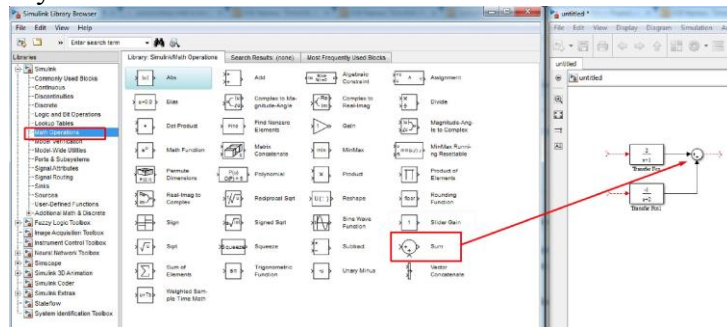 Simulink Library Browser
File Edit View Help
Enter search term
Libraries
Simulink
Commonly Used Blocks
Continuous
Discontinuities
Discrete
Logic and Bit Operations
Lookup Tables
Math Operations
Model Verification
Model-Wide Utilities
Ports & Subsystems
Signal Attributes
Signal Routing
Sinks
Sources
User-Defined Functions
Additional Math & Discrete
Fuzzy Logic Toolbox
Image Acquisition Toolbox
Instrument Control Toolbox
Neural Network Toolbox
Simscape
Simulink 3D Animation
Simulink Coder
Simulink Extras
Stateflow
System Identification Toolbox
Library: Simulink/Math Operations Search Results: (none) Most Frequently Used Blocks
Abs Add Algebraic Constraint Assignment
Bias Complex to Magnitude-Angle Complex to Real-Imag Divide
Dot Product Find Nonzero Elements Gain Magnitude-Angle to Complex
Math Function Matrix Concatenate MinMax MinMax Running Resettable
Permute Dimensions Polynomial Product Product of Elements
Real-Imag to Complex Reciprocal Sqrt Reshape Rounding Function
Sign Signed Sqrt Sine Wave Function Slider Gain
Sqrt Squeeze Subtract Sum
Sum of Elements Trigonometric Function Unary Minus Vector Concatenate
Weighted Sample Time Math
untitled *
File Edit View Display Diagram Simulation
untitled
untitled
2
s+1
Transfer Fcn
s+2
Transfer Fcn1